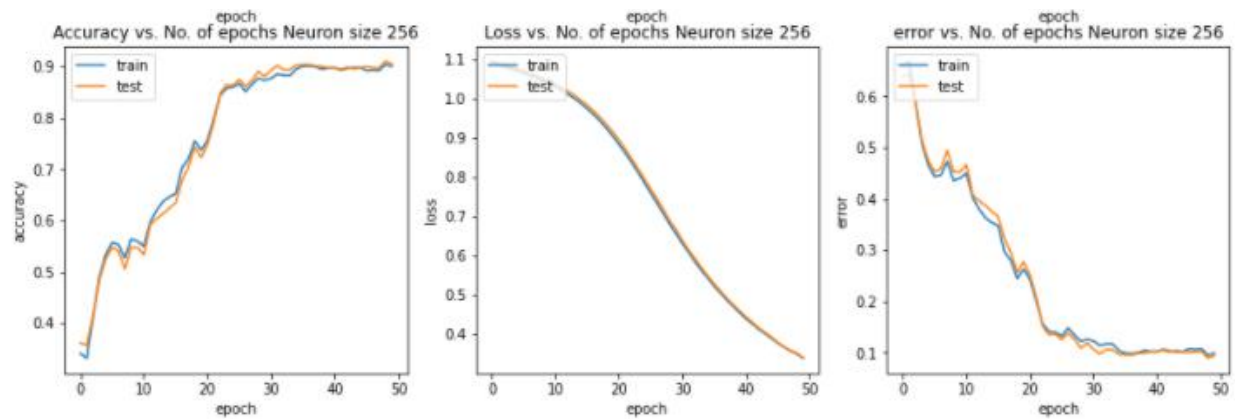 epoch
Accuracy vs. No. of epochs Neuron size 256
train
test
0.9
0.8
0.7
0.6
0.5
0.4
accuracy
0 10 20 30 40 50
epoch
epoch
Loss vs. No. of epochs Neuron size 256
train
test
1.1
1.0
0.9
0.8
0.7
0.6
0.5
0.4
loss
0 10 20 30 40 50
epoch
epoch
error vs. No. of epochs Neuron size 256
train
test
0.6
0.5
0.4
0.3
0.2
0.1
error
0 10 20 30 40 50
epoch